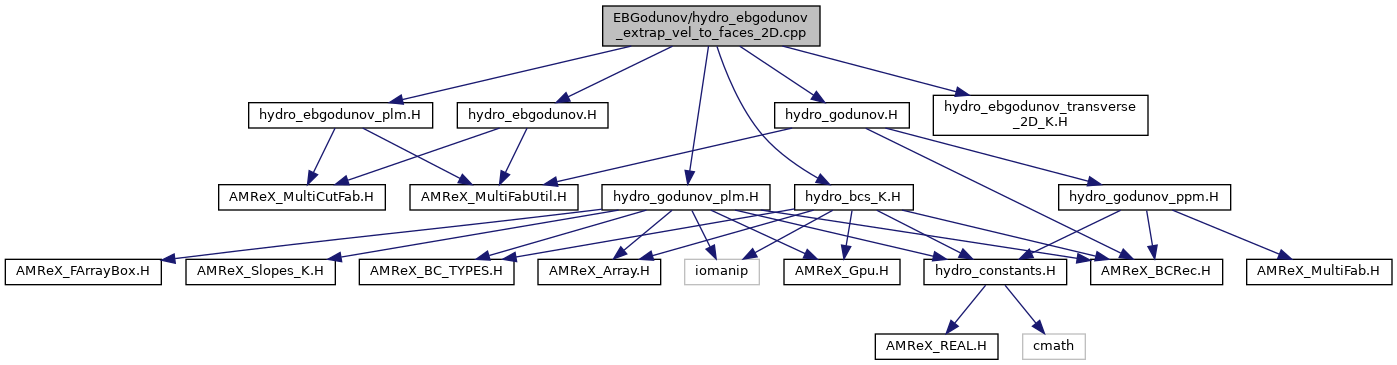 EBGodunov/hydro_ebgodunov
_extrap_vel_to_faces_2D.cpp
hydro_ebgodunov_plm.H
hydro_ebgodunov.H
hydro_godunov.H
hydro_ebgodunov_transverse
_2D_K.H
AMReX_MultiCutFab.H
AMReX_MultiFabUtil.H
hydro_godunov_plm.H
hydro_bcs_K.H
hydro_godunov_ppm.H
AMReX_FArrayBox.H
AMReX_Slopes_K.H
AMReX_BC_TYPES.H
AMReX_Array.H
iomanip
AMReX_Gpu.H
hydro_constants.H
AMReX_BCRec.H
AMReX_MultiFab.H
AMReX_REAL.H
cmath